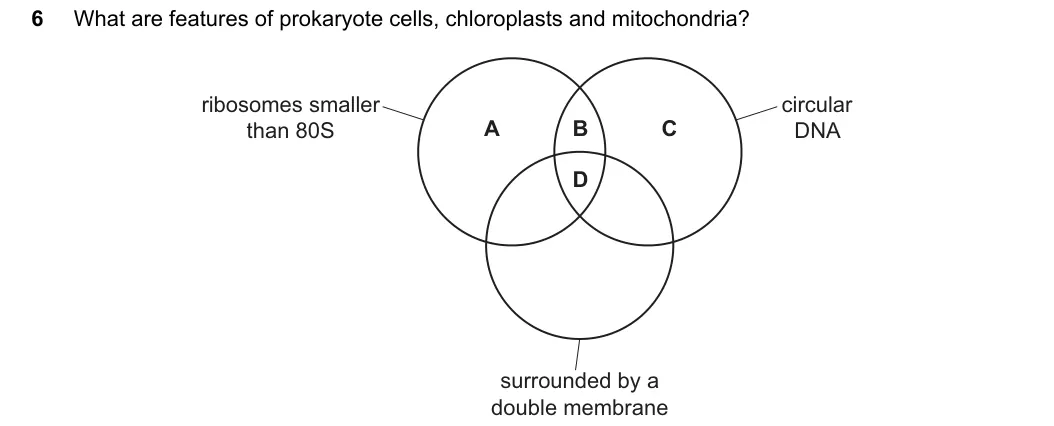 6 What are features of prokaryote cells, chloroplasts and mitochondria?
ribosomes smaller
than 80S
A
B
C
circular
DNA
D
surrounded by a
double membrane